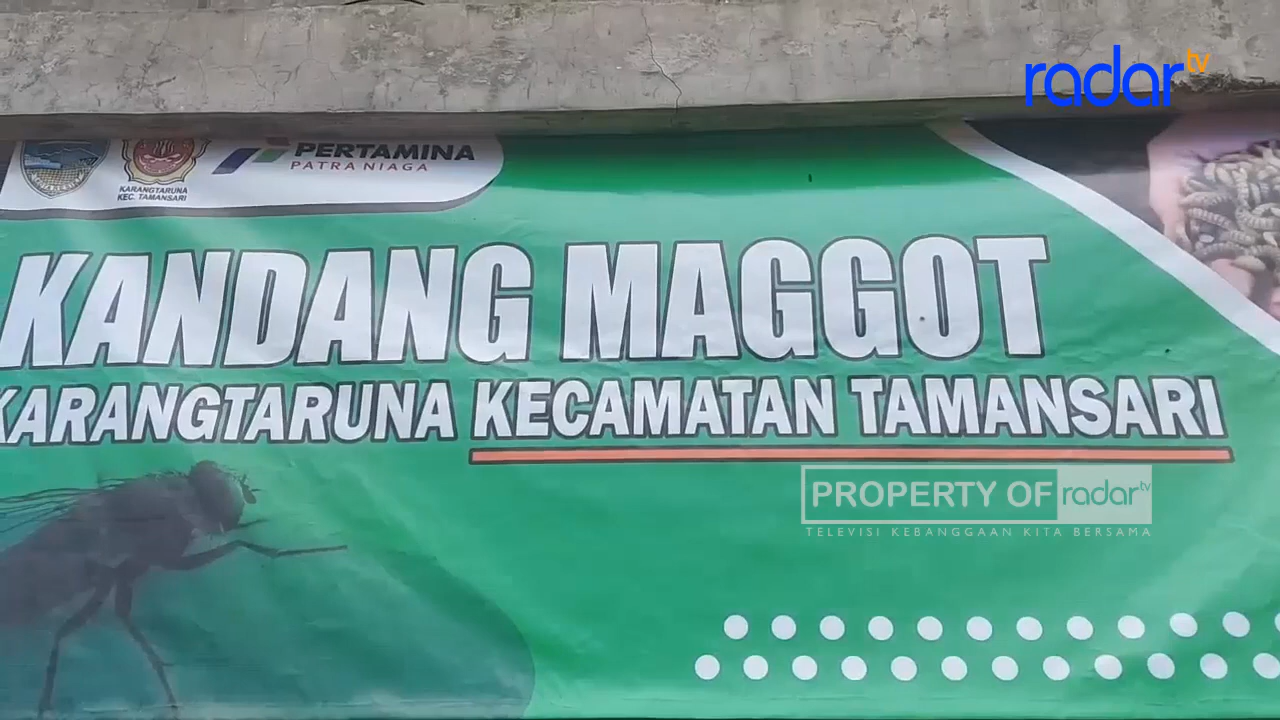 radar tv
PERTAMINA
PATRA NIAGA
KARANGTARUNA
KEC. TAMANSARI
KANDANG MAGGOT
KARANGTARUNA KECAMATAN TAMANSARI
PROPERTY OF radar tv
TELEVISI KEBANGGAAN KITA BERSAMA